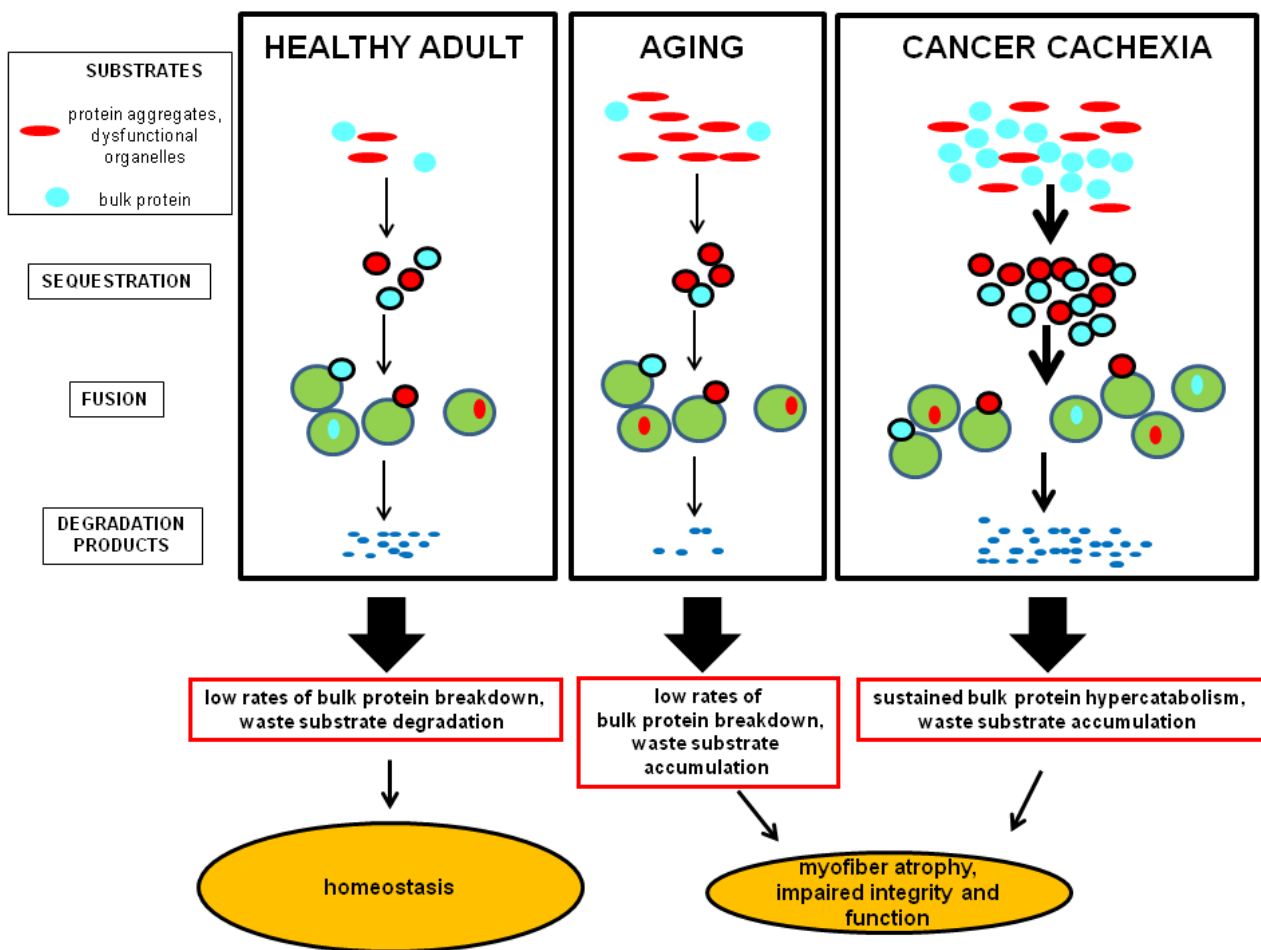 HEALTHY ADULT
AGING
CANCER CACHEXIA
SUBSTRATES
protein aggregates,
dysfunctional
organelles
bulk protein
SEQUESTRATION
FUSION
DEGRADATION
PRODUCTS
low rates of bulk protein breakdown,
waste substrate degradation
low rates of
bulk protein breakdown,
waste substrate
accumulation
sustained bulk protein hypercatabolism,
waste substrate accumulation
homeostasis
myofiber atrophy,
impaired integrity and
function